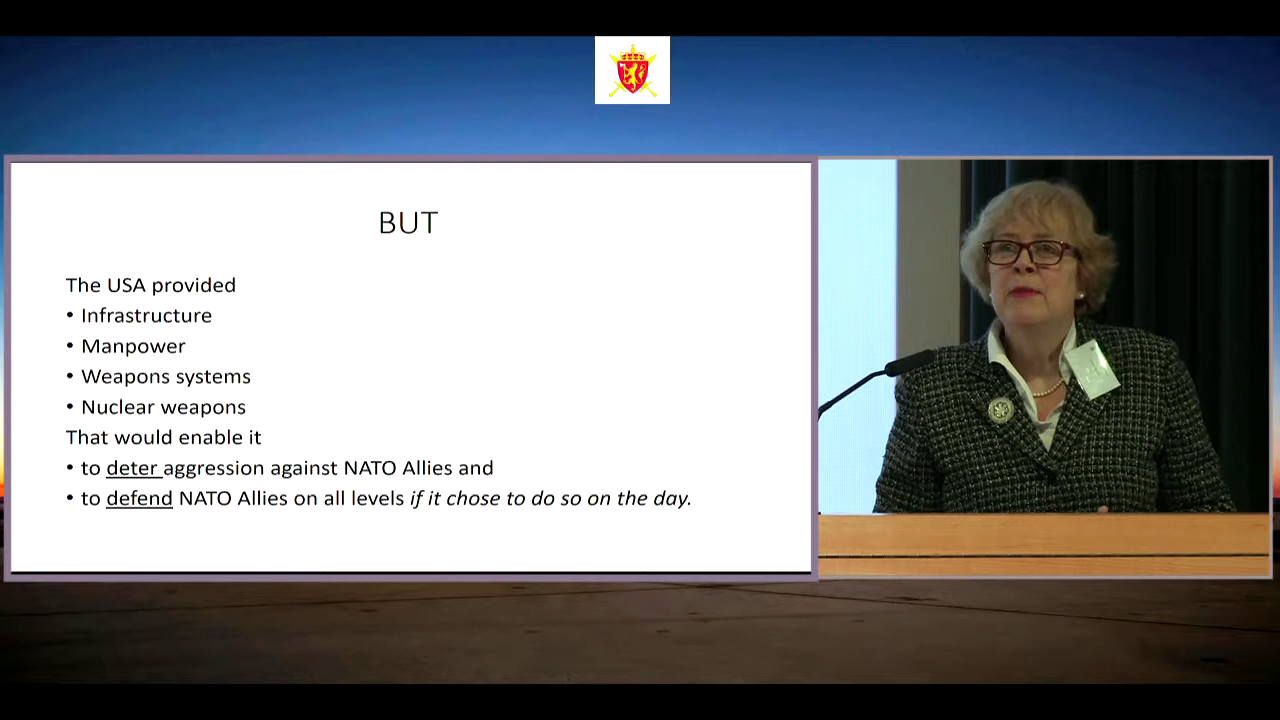 BUT
The USA provided
• Infrastructure
• Manpower
• Weapons systems
• Nuclear weapons
That would enable it
• to deter aggression against NATO Allies and
• to defend NATO Allies on all levels if it chose to do so on the day.